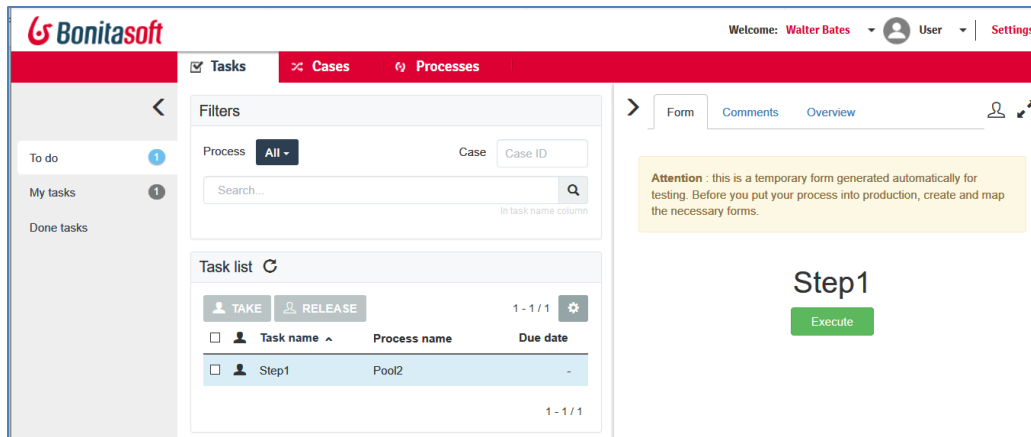 Bonitasoft
Welcome: Walter Bates User Settings
Tasks Cases Processes
To do 1
My tasks 1
Done tasks
Filters
Process All Case Case ID
Search...
In task name column
Task list
TAKE RELEASE 1 - 1 / 1
Task name Process name Due date
Step1 Pool2 -
1 - 1 / 1
Form Comments Overview
Attention : this is a temporary form generated automatically for
testing. Before you put your process into production, create and map
the necessary forms.
Step1
Execute